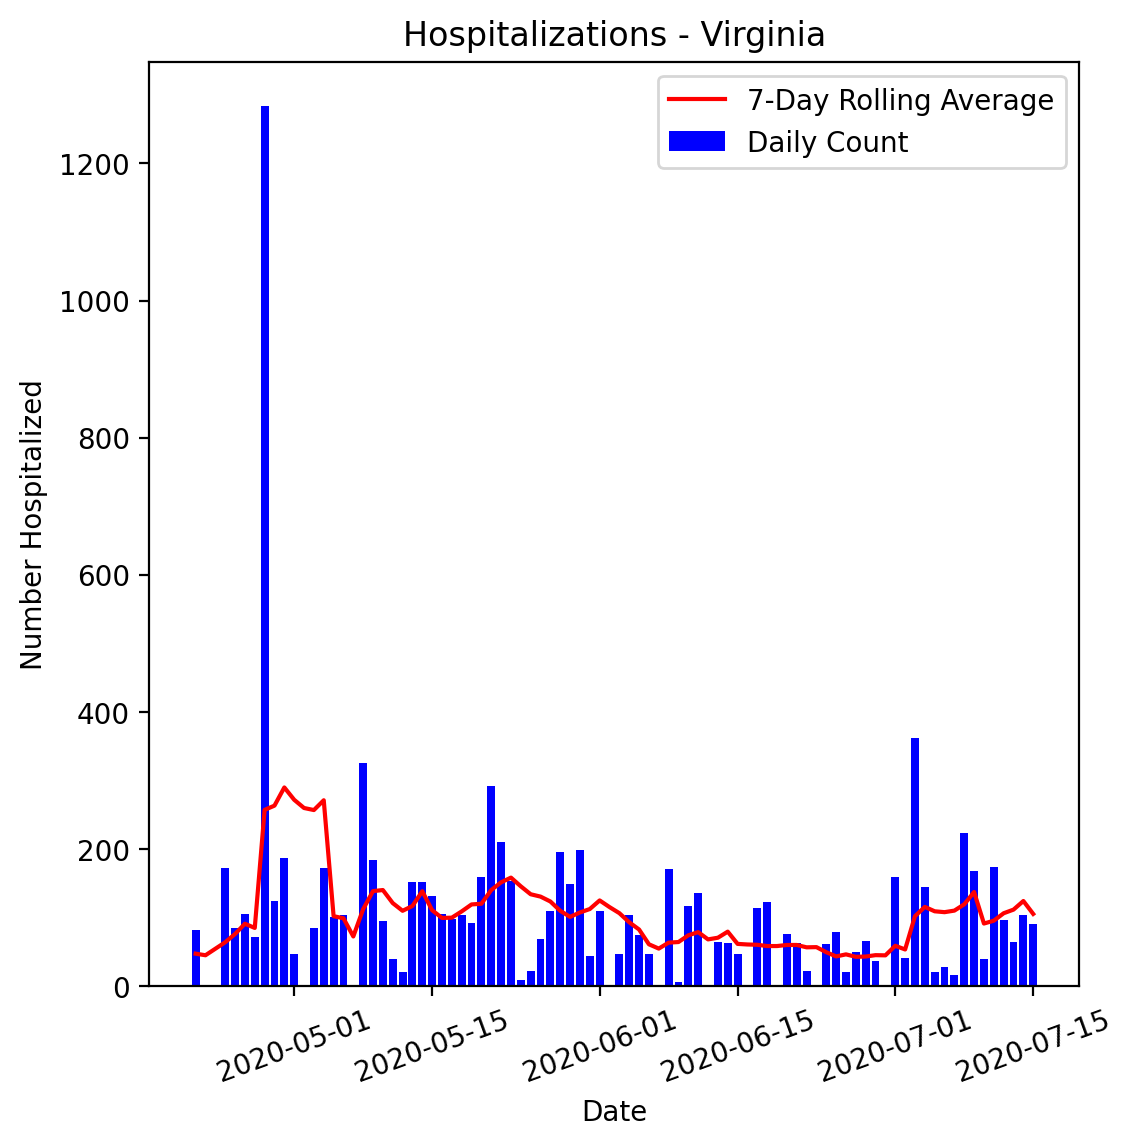 Hospitalizations - Virginia
7-Day Rolling Average
Daily Count
1200
1000
800
600
400
200
0
Number Hospitalized
2020-05-01
2020-05-15
2020-06-01
2020-06-15
2020-07-01
2020-07-15
Date